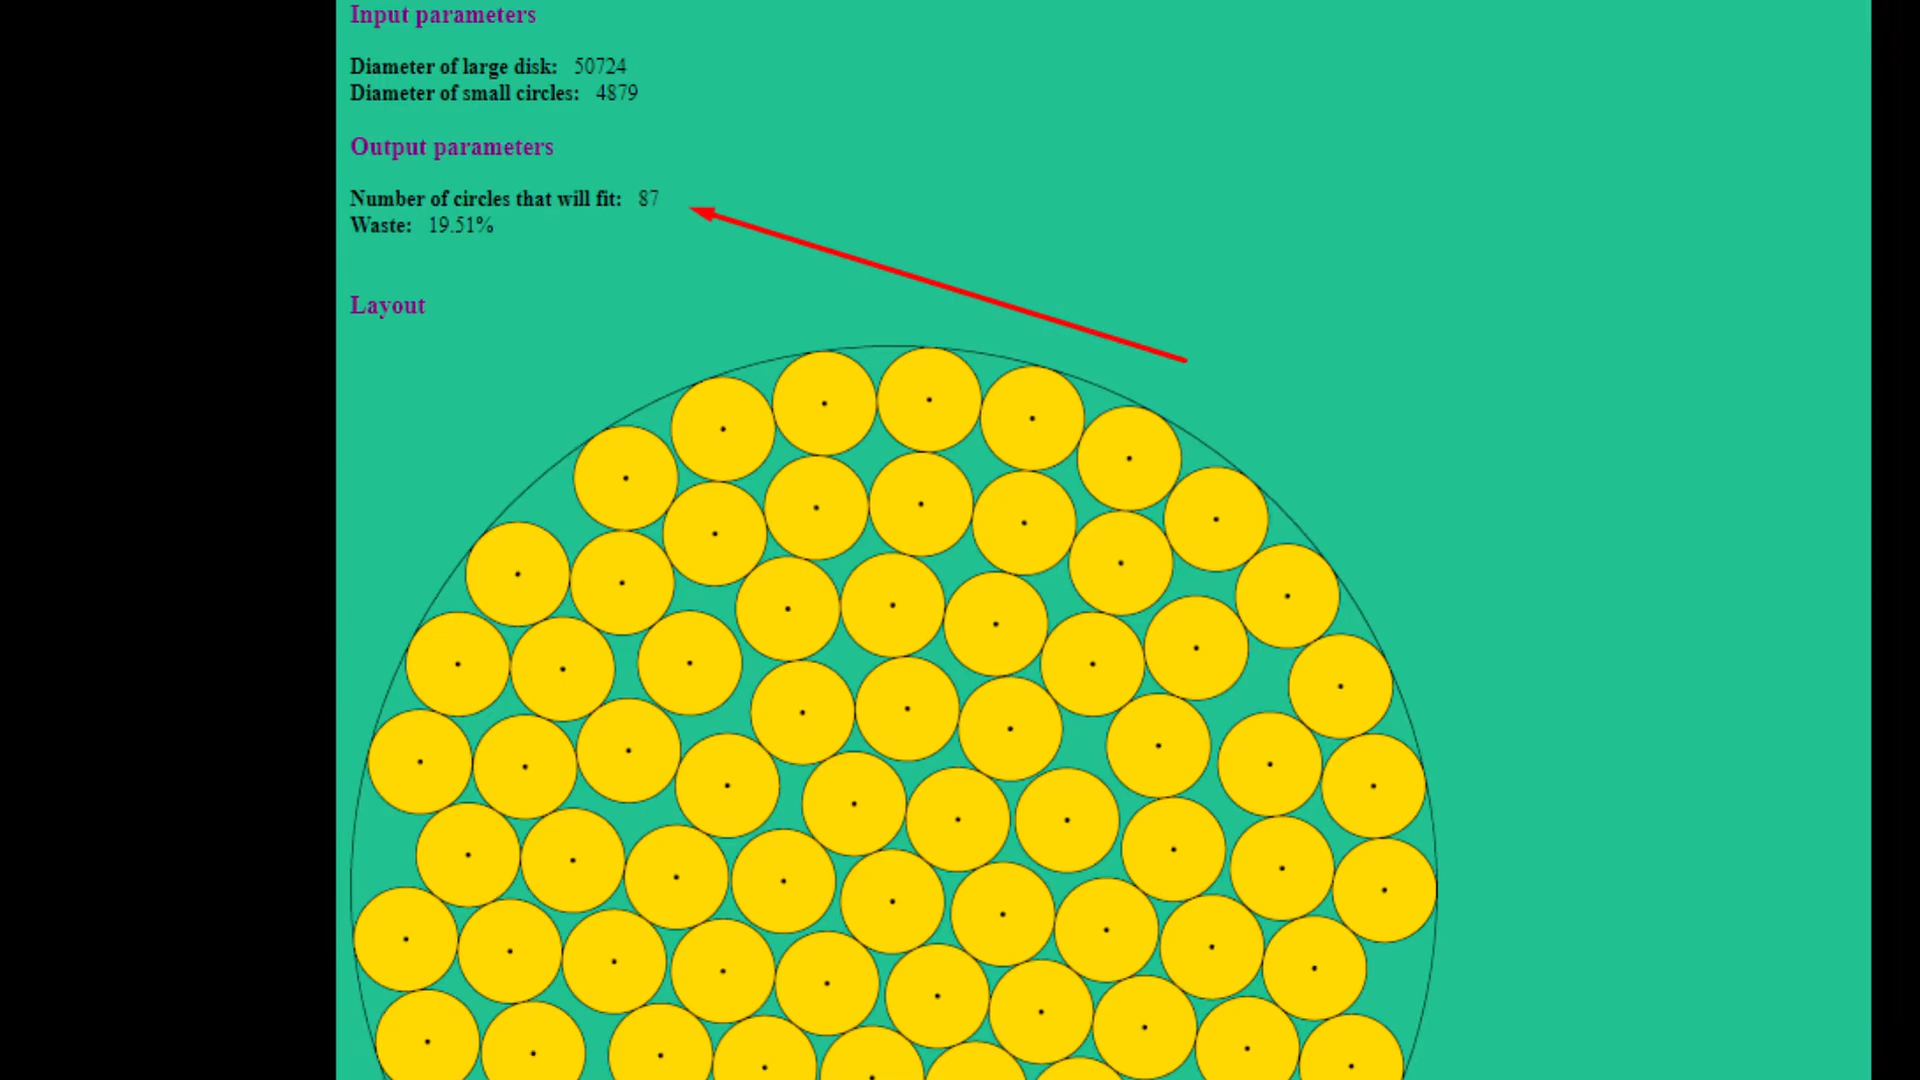 Input parameters
Diameter of large disk: 50724
Diameter of small circles: 4879
Output parameters
Number of circles that will fit: 87
Waste: 19.51%
Layout